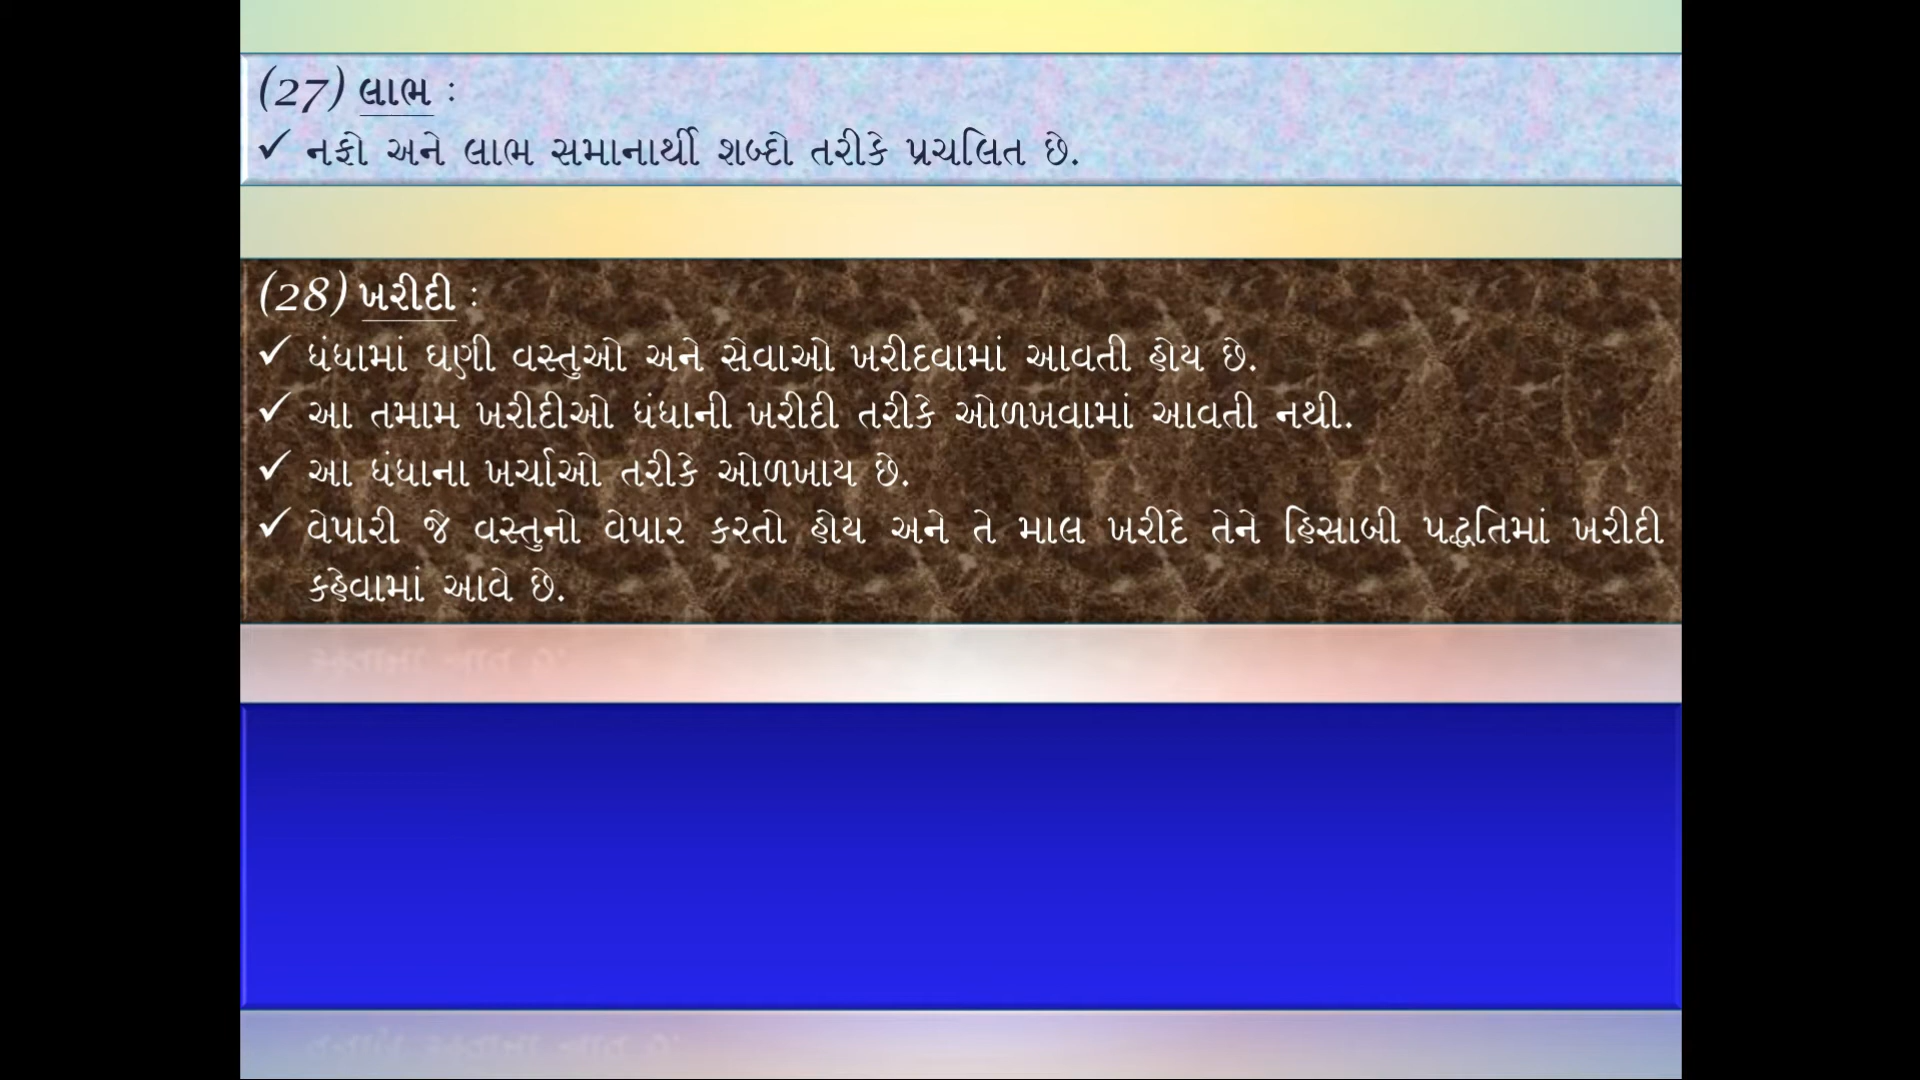 (27) લાભ :
✓ નફો અને લાભ સમાનાર્થી શબ્દો તરીકે પ્રચલિત છે.
(28) ખરીદી :
✓ ધંધામાં ઘણી વસ્તુઓ અને સેવાઓ ખરીદવામાં આવતી હોય છે.
✓ આ તમામ ખરીદીઓ ધંધાની ખરીદી તરીકે ઓળખવામાં આવતી નથી.
✓ આ ધંધાના ખર્ચાઓ તરીકે ઓળખાય છે.
✓ વેપારી જે વસ્તુનો વેપાર કરતો હોય અને તે માલ ખરીદે તેને હિસાબી પદ્ધતિમાં ખરીદી
કહેવામાં આવે છે.